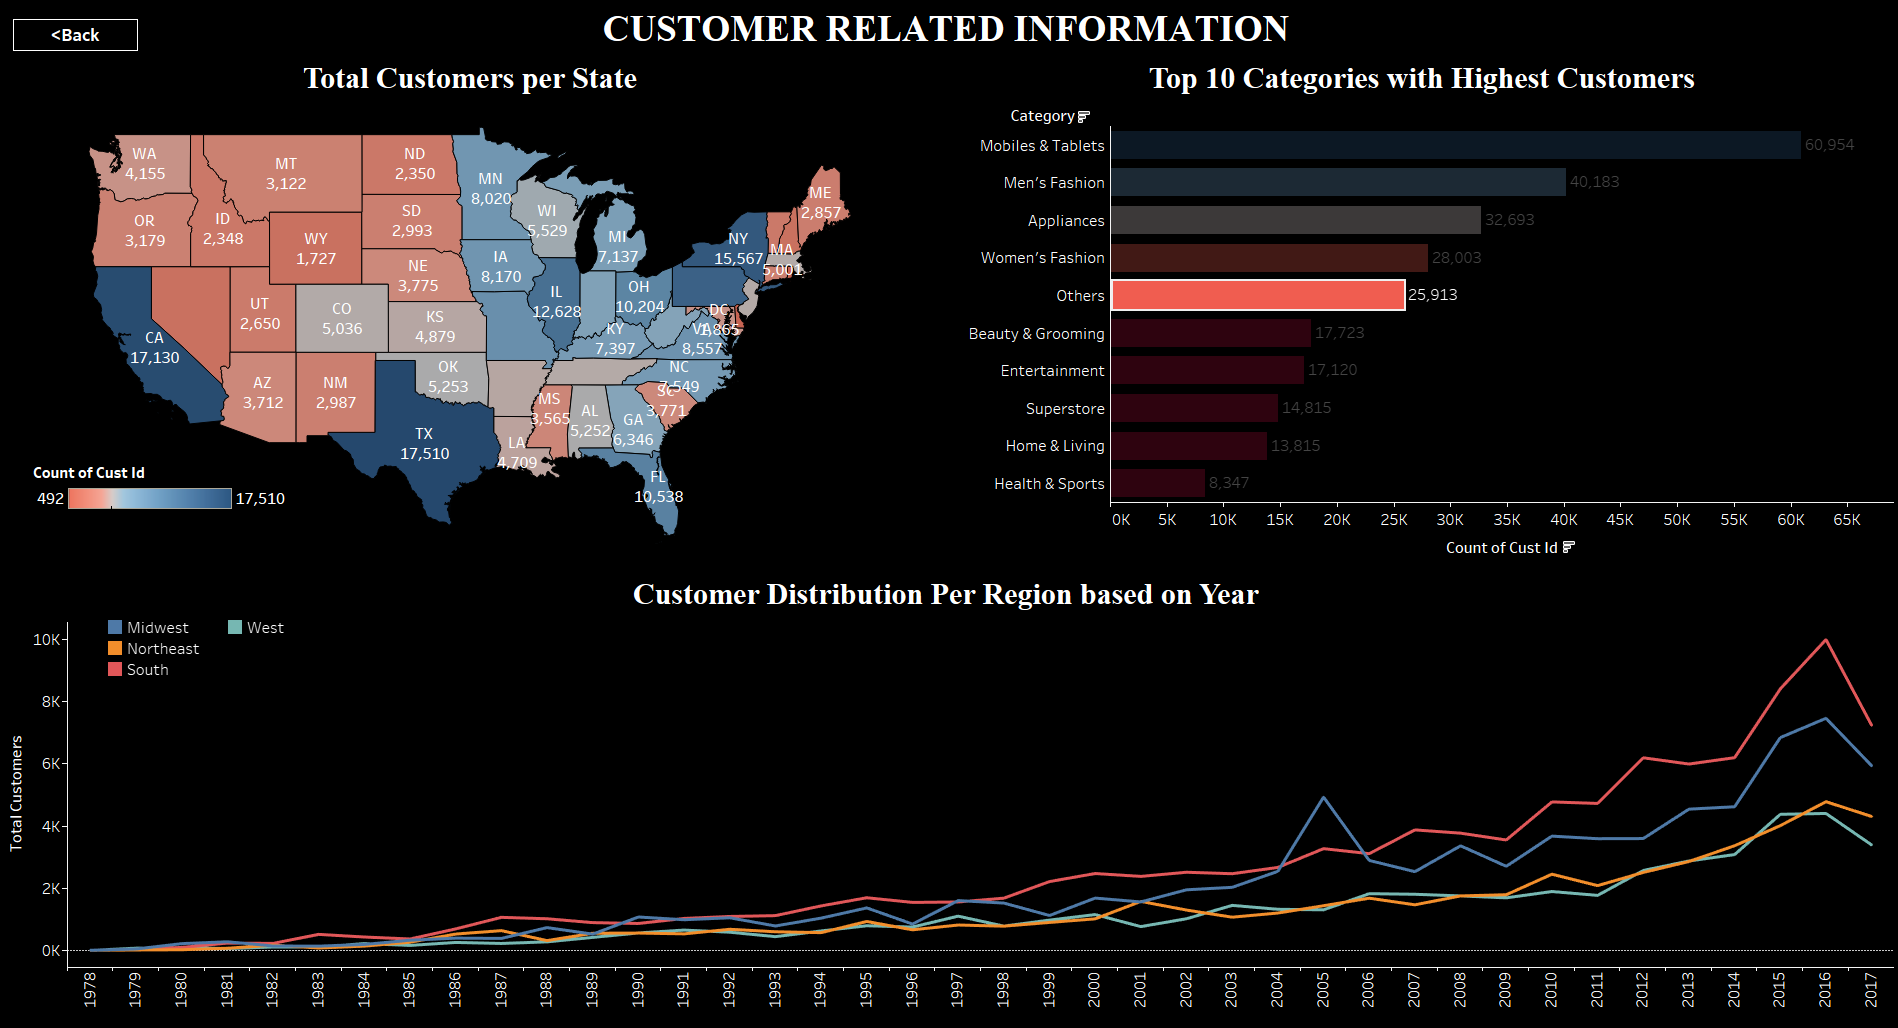 <Back
CUSTOMER RELATED INFORMATION
Total Customers per State
WA
4,155
MT
3,122
ND
2,350
MN
8,020
OR
3,179
ID
2,348
WY
1,727
SD
2,993
WI
5,529
MI
7,137
ME
2,857
NY
15,567
MA
5,001
NE
3,775
IA
8,170
IL
12,628
OH
10,204
UT
2,650
CO
5,036
KS
4,879
KY
7,397
DC
1,865
VA
8,557
CA
17,130
AZ
3,712
NM
2,987
OK
5,253
NC
7,549
SC
3,771
MS
3,565
AL
5,252
GA
6,346
TX
17,510
LA
4,709
FL
10,538
Count of Cust Id
492 17,510
Top 10 Categories with Highest Customers
Category
Mobiles & Tablets 60,954
Men’s Fashion 40,183
Appliances 32,693
Women’s Fashion 28,003
Others 25,913
Beauty & Grooming 17,723
Entertainment 17,120
Superstore 14,815
Home & Living 13,815
Health & Sports 8,347
0K 5K 10K 15K 20K 25K 30K 35K 40K 45K 50K 55K 60K 65K
Count of Cust Id
Customer Distribution Per Region based on Year
Midwest West
Northeast
South
Total Customers
10K
8K
6K
4K
2K
0K
1978 1979 1980 1981 1982 1983 1984 1985 1986 1987 1988 1989 1990 1991 1992 1993 1994 1995 1996 1997 1998 1999 2000 2001 2002 2003 2004 2005 2006 2007 2008 2009 2010 2011 2012 2013 2014 2015 2016 2017